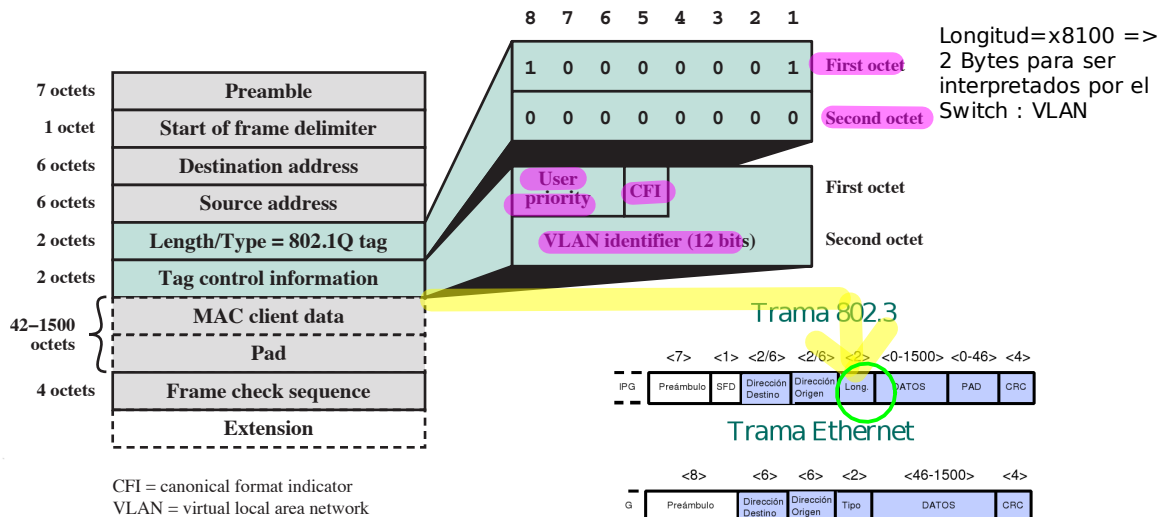 8 7 6 5 4 3 2 1
1 0 0 0 0 0 0 1 First octet
0 0 0 0 0 0 0 0 Second octet
Longitud=x8100 =>
2 Bytes para ser
interpretados por el
Switch : VLAN
7 octets Preamble
1 octet Start of frame delimiter
6 octets Destination address
6 octets Source address
2 octets Length/Type = 802.1Q tag
2 octets Tag control information
42–1500
octets
MAC client data
Pad
4 octets Frame check sequence
Extension
User
priority
CFI
First octet
VLAN identifier (12 bits) Second octet
CFI = canonical format indicator
VLAN = virtual local area network
Trama 802.3
<7> <1> <2/6> <2/6> <2> <0-1500> <0-46> <4>
IPG Preámbulo SFD Dirección Destino Dirección Origen Long. DATOS PAD CRC
Trama Ethernet
<8> <6> <6> <2> <46-1500> <4>
G Preámbulo Dirección Destino Dirección Origen Tipo DATOS CRC